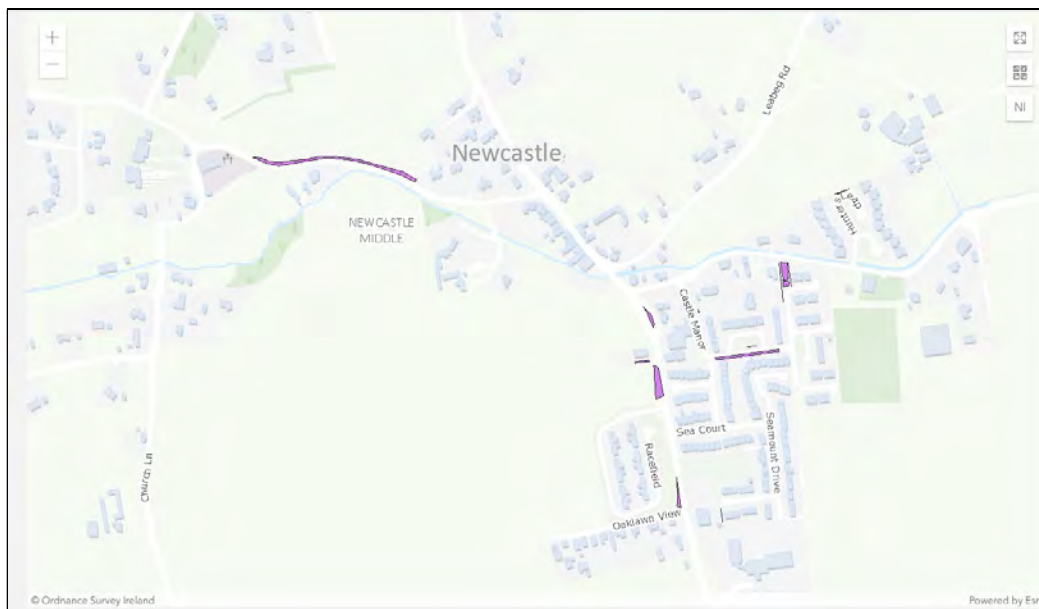 +
−
NI
Leabeg Rd
Newcastle
NEWCASTLE
MIDDLE
Castle Manor
Sea Court
Racefield
Seamount Drive
Oaklawn View
Church Ln
© Ordnance Survey Ireland
Powered by Esri